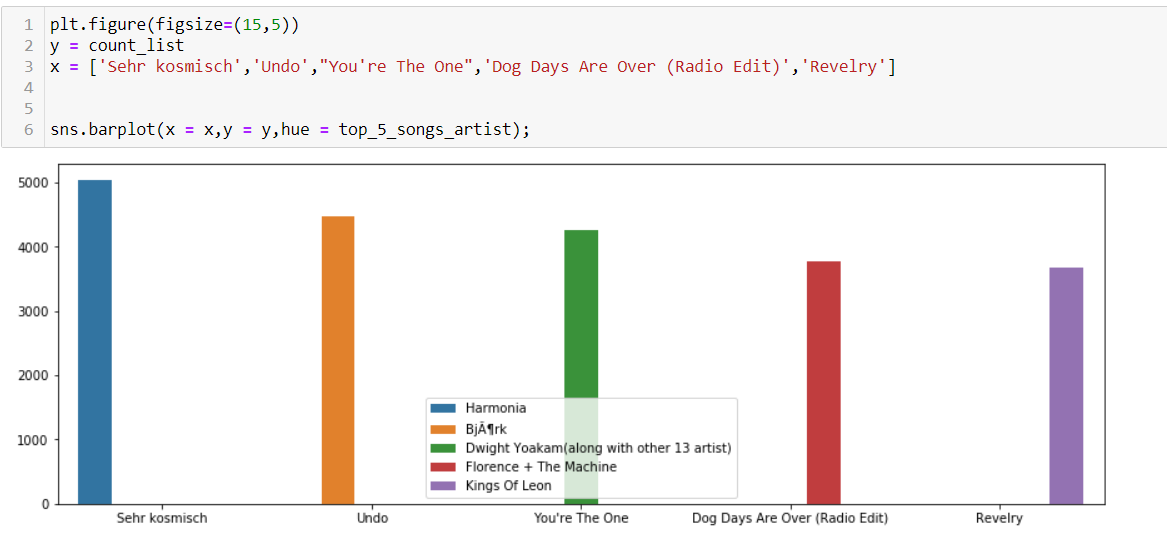 1 plt.figure(figsize=(15,5))
2 y = count_list
3 x = ['Sehr kosmisch','Undo',"You're The One",'Dog Days Are Over (Radio Edit)','Revelry']
4
5
6 sns.barplot(x = x,y = y,hue = top_5_songs_artist);
5000
4000
3000
2000
1000
0
Harmonia
BjÃ¶rk
Dwight Yoakam(along with other 13 artist)
Florence + The Machine
Kings Of Leon
Sehr kosmisch Undo You're The One Dog Days Are Over (Radio Edit) Revelry